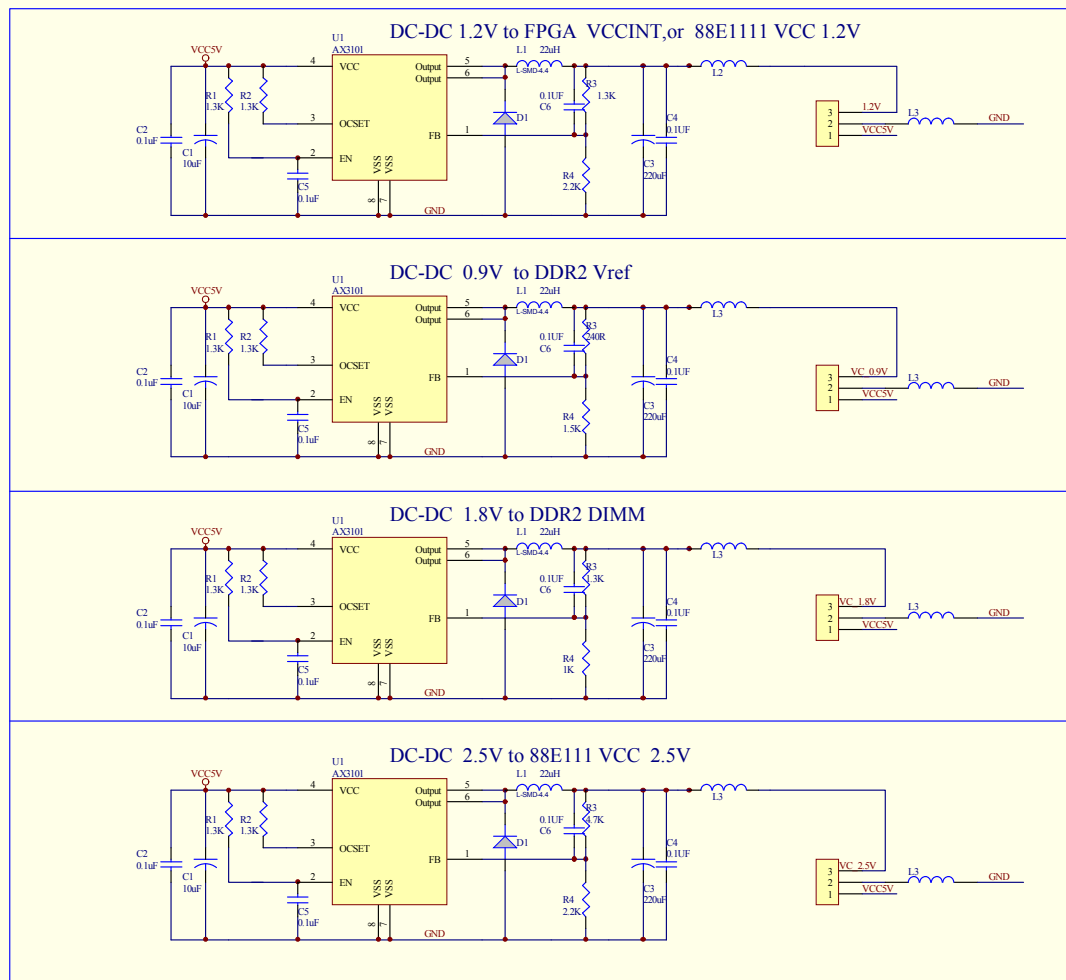 DC-DC 1.2V to FPGA VCCINT,or 88E1111 VCC 1.2V
U1
AX3101
VCC5V
4 VCC
Output 5
Output 6
L1 22uH
L-SMD-4.4
R1
1.3K
R2
1.3K
0.1UF
C6
R3
1.3K
L2
D1
C2
0.1uF
C1
10uF
3 OCSET
FB 1
2 EN
C5
0.1uF
VSS
VSS
8
7
GND
R4
2.2K
C4
0.1UF
C3
220uF
3 1.2V
2
1 VCC5V
L3
GND
DC-DC 0.9V to DDR2 Vref
U1
AX3101
VCC5V
4 VCC
Output 5
Output 6
L1 22uH
L-SMD-4.4
R1
1.3K
R2
1.3K
0.1UF
C6
R3
240R
L3
D1
C2
0.1uF
C1
10uF
3 OCSET
FB 1
2 EN
C5
0.1uF
VSS
VSS
8
7
GND
R4
1.5K
C4
0.1UF
C3
220uF
3 VC_0.9V
2
1 VCC5V
L3
GND
DC-DC 1.8V to DDR2 DIMM
U1
AX3101
VCC5V
4 VCC
Output 5
Output 6
L1 22uH
L-SMD-4.4
R1
1.3K
R2
1.3K
0.1UF
C6
R3
1.3K
L3
D1
C2
0.1uF
C1
10uF
3 OCSET
FB 1
2 EN
C5
0.1uF
VSS
VSS
8
7
GND
R4
1K
C4
0.1UF
C3
220uF
3 VC_1.8V
2
1 VCC5V
L3
GND
DC-DC 2.5V to 88E111 VCC 2.5V
U1
AX3101
VCC5V
4 VCC
Output 5
Output 6
L1 22uH
L-SMD-4.4
R1
1.3K
R2
1.3K
0.1UF
C6
R3
4.7K
L3
D1
C2
0.1uF
C1
10uF
3 OCSET
FB 1
2 EN
C5
0.1uF
VSS
VSS
8
7
GND
R4
2.2K
C4
0.1UF
C3
220uF
3 VC_2.5V
2
1 VCC5V
L3
GND